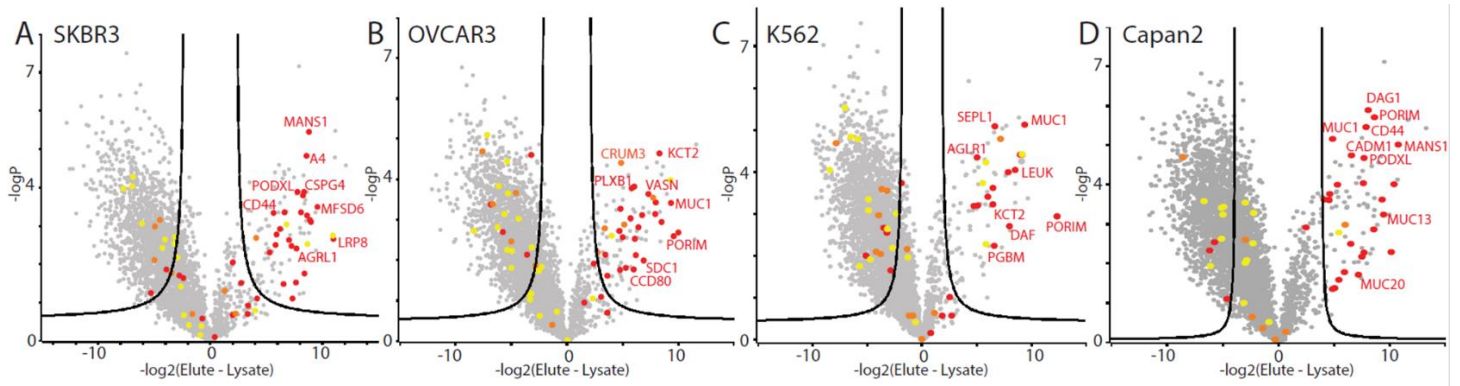 A SKBR3
7
4
0
-logP
MANS1
A4
PODXL
CSPG4
CD44
MFSD6
LRP8
AGRL1
-10 0 10
-log2(Elute - Lysate)
B OVCAR3
7
4
0
-logP
CRUM3
KCT2
PLXB1
VASN
MUC1
PORIM
SDC1
CCD80
-10 0 10
-log2(Elute - Lysate)
C K562
7
4
0
-logP
SEPL1
MUC1
AGLR1
LEUK
KCT2
PORIM
DAF
PGBM
-10 0 10
-log2(Elute - Lysate)
D Capan2
7
4
0
-logP
DAG1
PORIM
MUC1
CD44
CADM1
MANS1
PODXL
MUC13
MUC20
-10 0 10
-log2(Elute - Lysate)